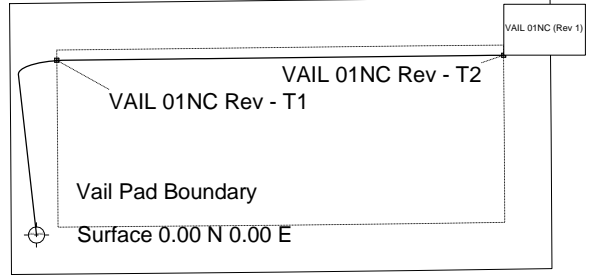 VAIL 01NC (Rev 1)
VAIL 01NC Rev - T2
VAIL 01NC Rev - T1
Vail Pad Boundary
Surface 0.00 N 0.00 E